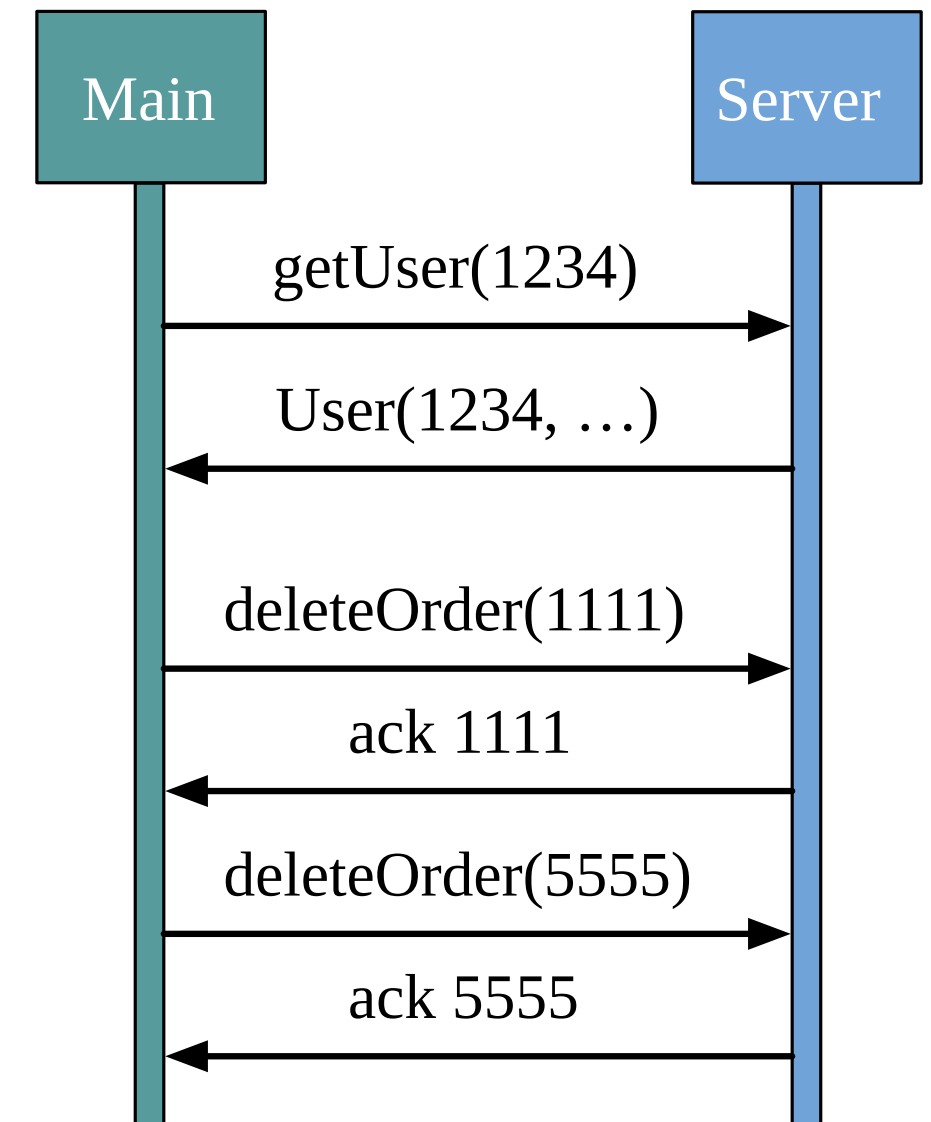 Main
Server
getUser(1234)
User(1234, …)
deleteOrder(1111)
ack 1111
deleteOrder(5555)
ack 5555